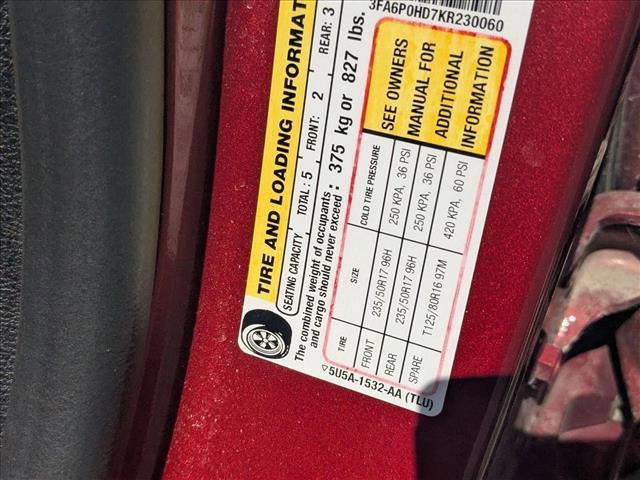 3FA6P0HD7KR230060
TIRE AND LOADING INFORMAT
SEATING CAPACITY TOTAL: 5 FRONT: 2 REAR: 3
The combined weight of occupants and cargo should never exceed: 375 kg or 827 lbs.
TIRE SIZE COLD TIRE PRESSURE
FRONT 235/50R17 96H 250 KPA, 36 PSI
REAR 235/50R17 96H 250 KPA, 36 PSI
SPARE T125/80R16 97M 420 KPA, 60 PSI
SEE OWNERS
MANUAL FOR
ADDITIONAL
INFORMATION
5U5A-1532-AA (TLU)